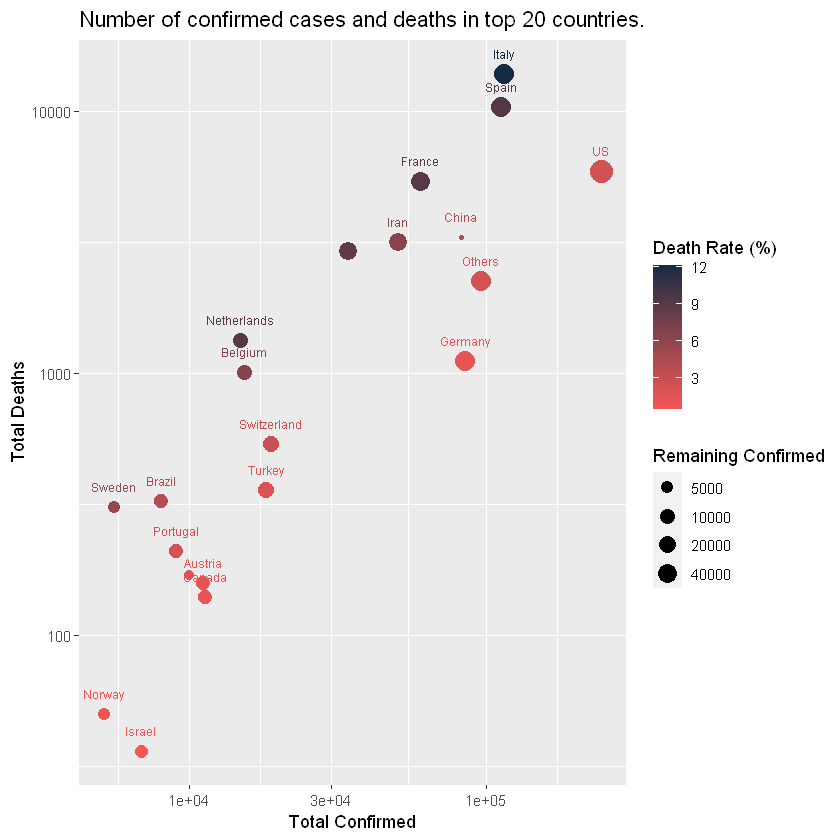 Number of confirmed cases and deaths in top 20 countries.
Italy
Spain
US
France
China
Iran
Others
Netherlands
Belgium
Germany
Switzerland
Turkey
Sweden
Brazil
Portugal
Austria
Canada
Norway
Israel
10000
1000
100
Total Deaths
1e+04
3e+04
1e+05
Total Confirmed
Death Rate (%)
12
9
6
3
Remaining Confirmed
5000
10000
20000
40000